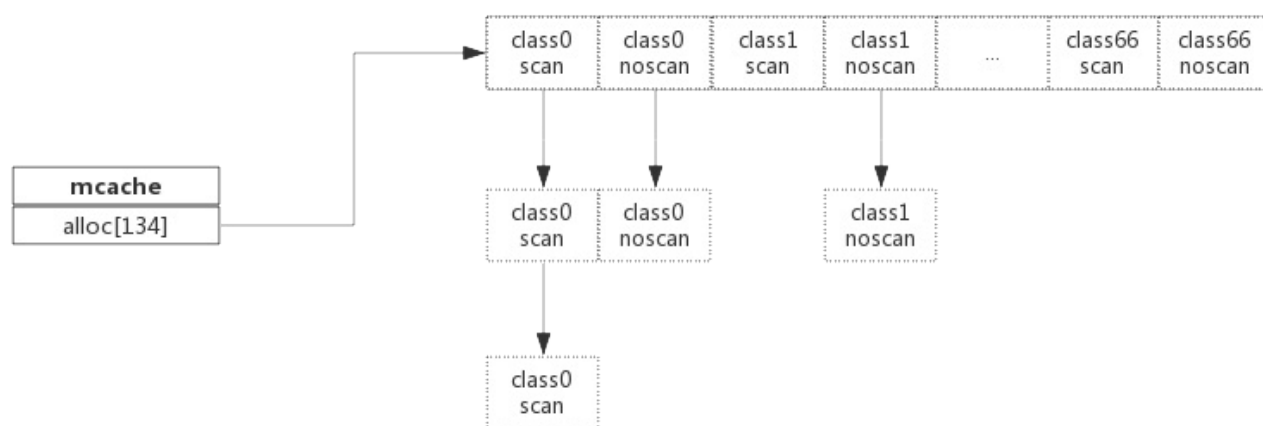 class0
scan
class0
noscan
class1
scan
class1
noscan
...
class66
scan
class66
noscan
mcache
alloc[134]
class0
scan
class0
noscan
class1
noscan
class0
scan